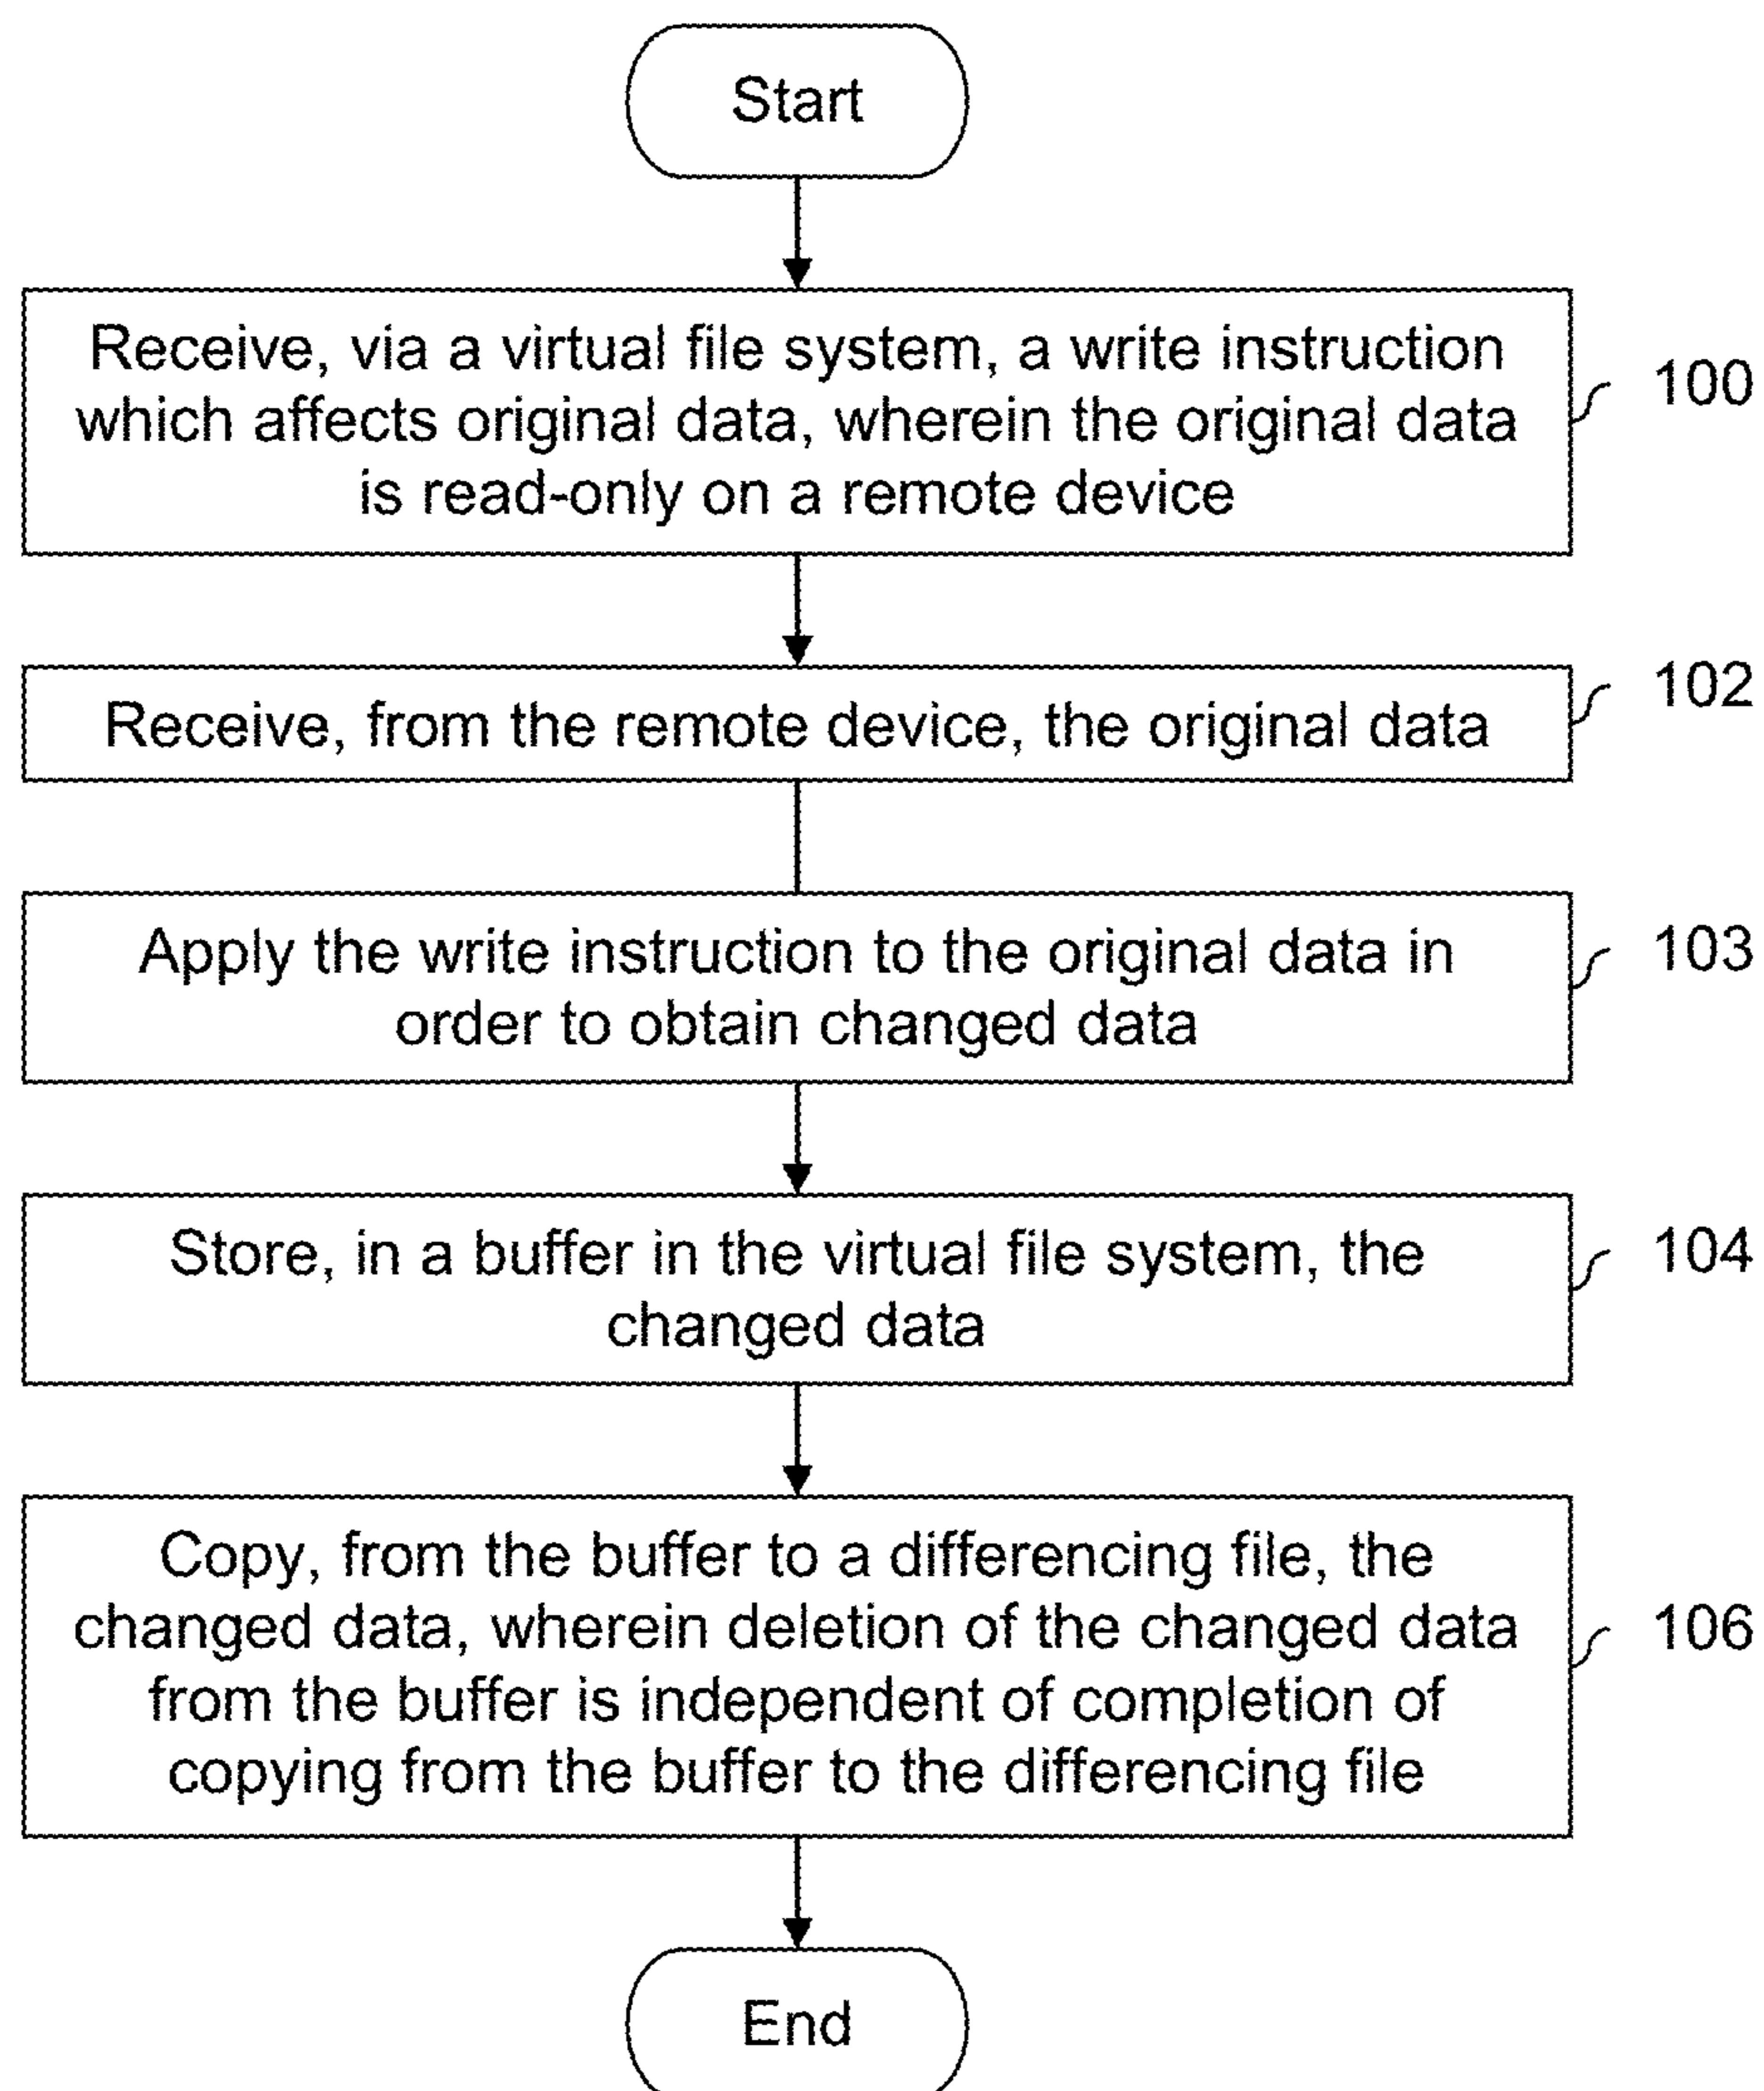 Start
Receive, via a virtual file system, a write instruction
which affects original data, wherein the original data
is read-only on a remote device
100
Receive, from the remote device, the original data
102
Apply the write instruction to the original data in
order to obtain changed data
103
Store, in a buffer in the virtual file system, the
changed data
104
Copy, from the buffer to a differencing file, the
changed data, wherein deletion of the changed data
from the buffer is independent of completion of
copying from the buffer to the differencing file
106
End